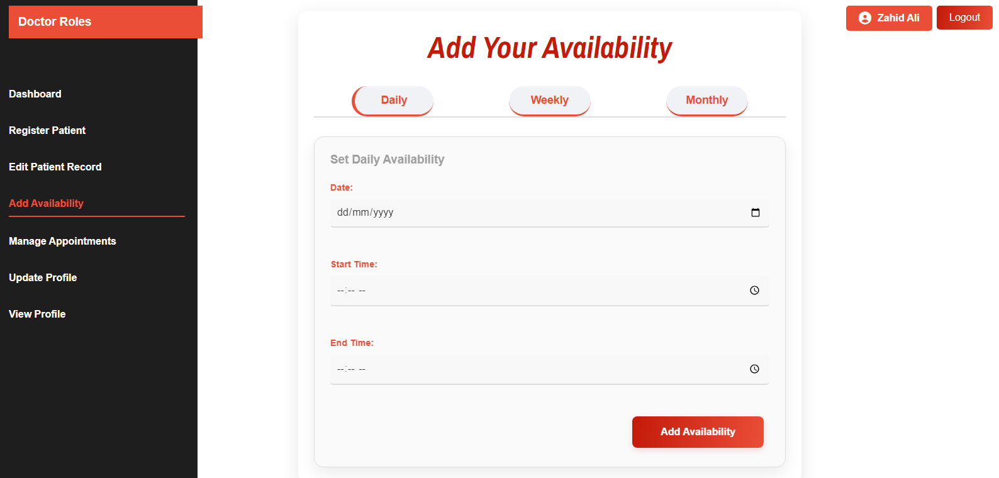 Doctor Roles
Dashboard
Register Patient
Edit Patient Record
Add Availability
Manage Appointments
Update Profile
View Profile
Zahid Ali
Logout
Add Your Availability
Daily
Weekly
Monthly
Set Daily Availability
Date:
dd/mm/yyyy
Start Time:
--:-- --
End Time:
--:-- --
Add Availability